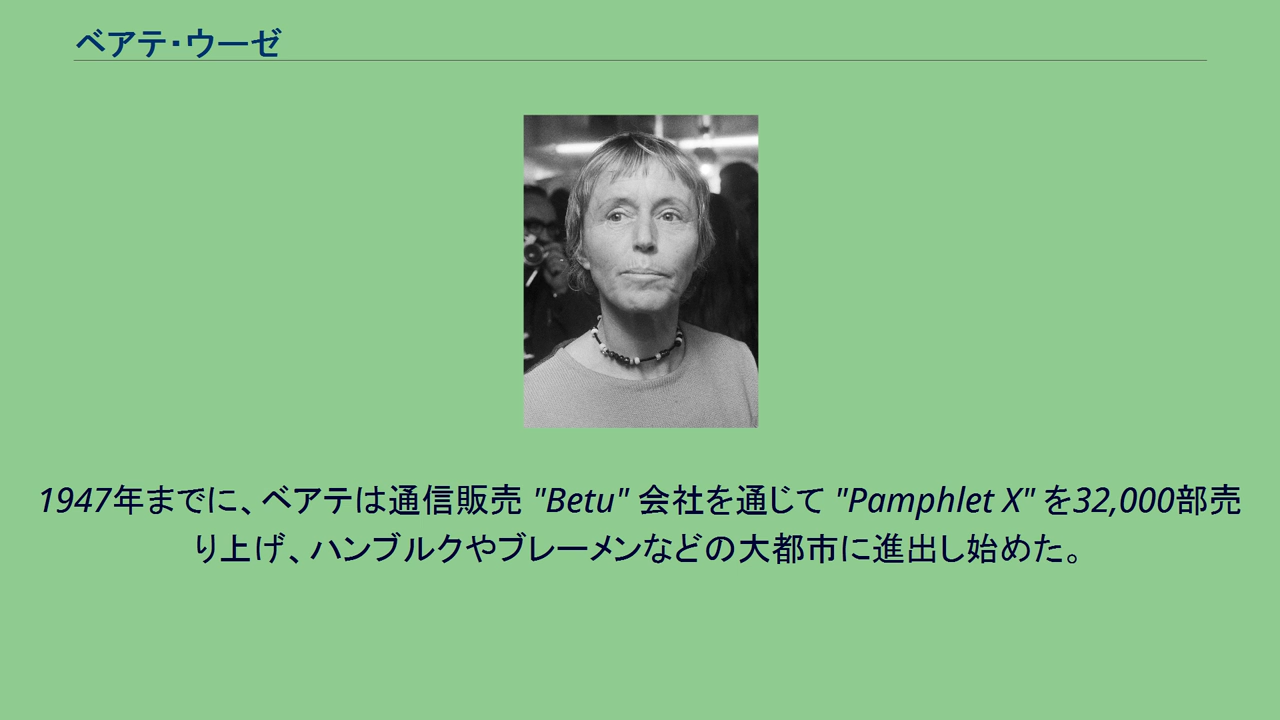 ベアテ・ウーゼ
1947年までに、ベアテは通信販売 "Betu" 会社を通じて "Pamphlet X" を32,000部売
り上げ、ハンブルクやブレーメンなどの大都市に進出し始めた。